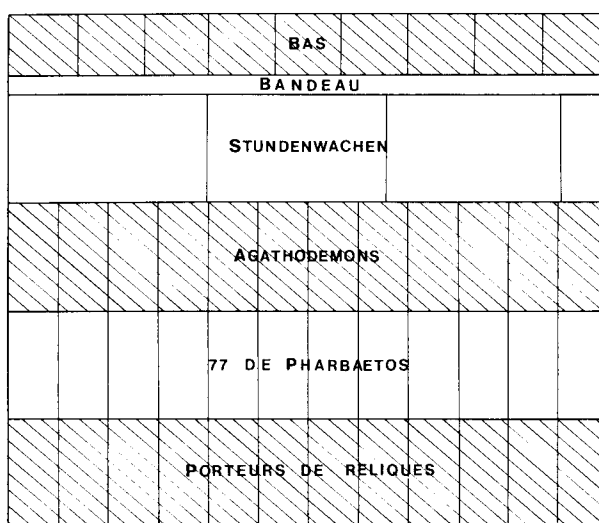 BAS
BANDEAU
STUNDENWACHEN
AGATHODEMONS
77 DE PHARBAETOS
PORTEURS DE RELIQUES